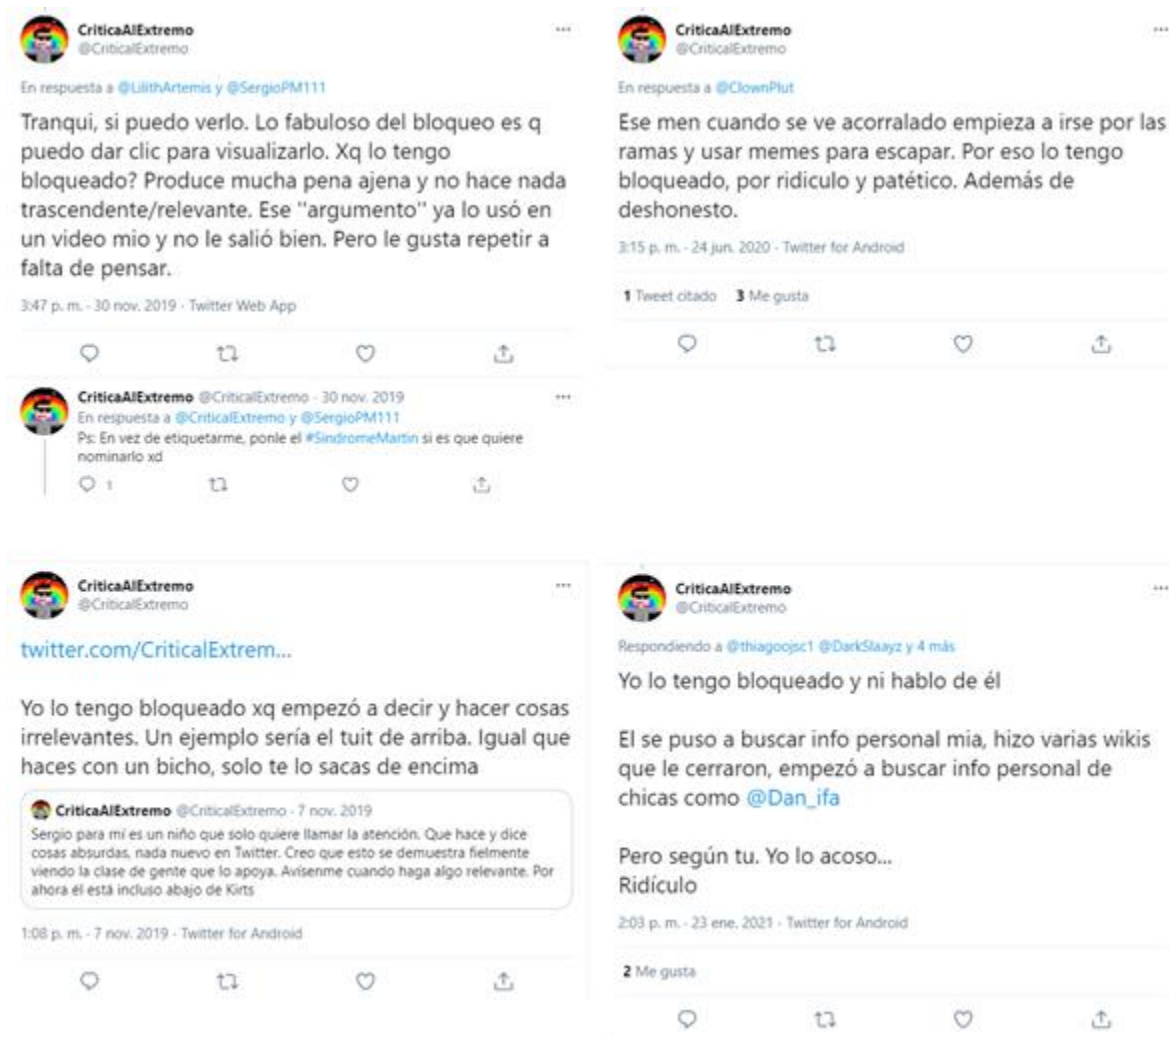 CriticaAlExtremo
@CriticalExtremo
En respuesta a @LilithArtemis y @SergioPM111
Tranqui, si puedo verlo. Lo fabuloso del bloqueo es q
puedo dar clic para visualizarlo. Xq lo tengo
bloqueado? Produce mucha pena ajena y no hace nada
trascendente/relevante. Ese "argumento" ya lo usó en
un video mio y no le salió bien. Pero le gusta repetir a
falta de pensar.
3:47 p. m. · 30 nov. 2019 · Twitter Web App
CriticaAlExtremo @CriticalExtremo · 30 nov. 2019
En respuesta a @CriticalExtremo y @SergioPM111
Ps: En vez de etiquetarme, ponle el #SindromeMartin si es que quiere
nominarlo xd
1
CriticaAlExtremo
@CriticalExtremo
En respuesta a @ClownPlut
Ese men cuando se ve acorralado empieza a irse por las
ramas y usar memes para escapar. Por eso lo tengo
bloqueado, por ridiculo y patético. Además de
deshonesto.
3:15 p. m. · 24 jun. 2020 · Twitter for Android
1 Tweet citado 3 Me gusta
CriticaAlExtremo
@CriticalExtremo
twitter.com/CriticalExtrem...
Yo lo tengo bloqueado xq empezó a decir y hacer cosas
irrelevantes. Un ejemplo sería el tuit de arriba. Igual que
haces con un bicho, solo te lo sacas de encima
CriticaAlExtremo @CriticalExtremo · 7 nov. 2019
Sergio para mí es un niño que solo quiere llamar la atención. Que hace y dice
cosas absurdas, nada nuevo en Twitter. Creo que esto se demuestra fielmente
viendo la clase de gente que lo apoya. Avísenme cuando haga algo relevante. Por
ahora él está incluso abajo de Kirts
1:08 p. m. · 7 nov. 2019 · Twitter for Android
CriticaAlExtremo
@CriticalExtremo
Respondiendo a @thiagoojsc1 @DarkSlaayz y 4 más
Yo lo tengo bloqueado y ni hablo de él
El se puso a buscar info personal mia, hizo varias wikis
que le cerraron, empezó a buscar info personal de
chicas como @Dan_ifa
Pero según tu. Yo lo acoso...
Ridículo
2:03 p. m. · 23 ene. 2021 · Twitter for Android
2 Me gusta